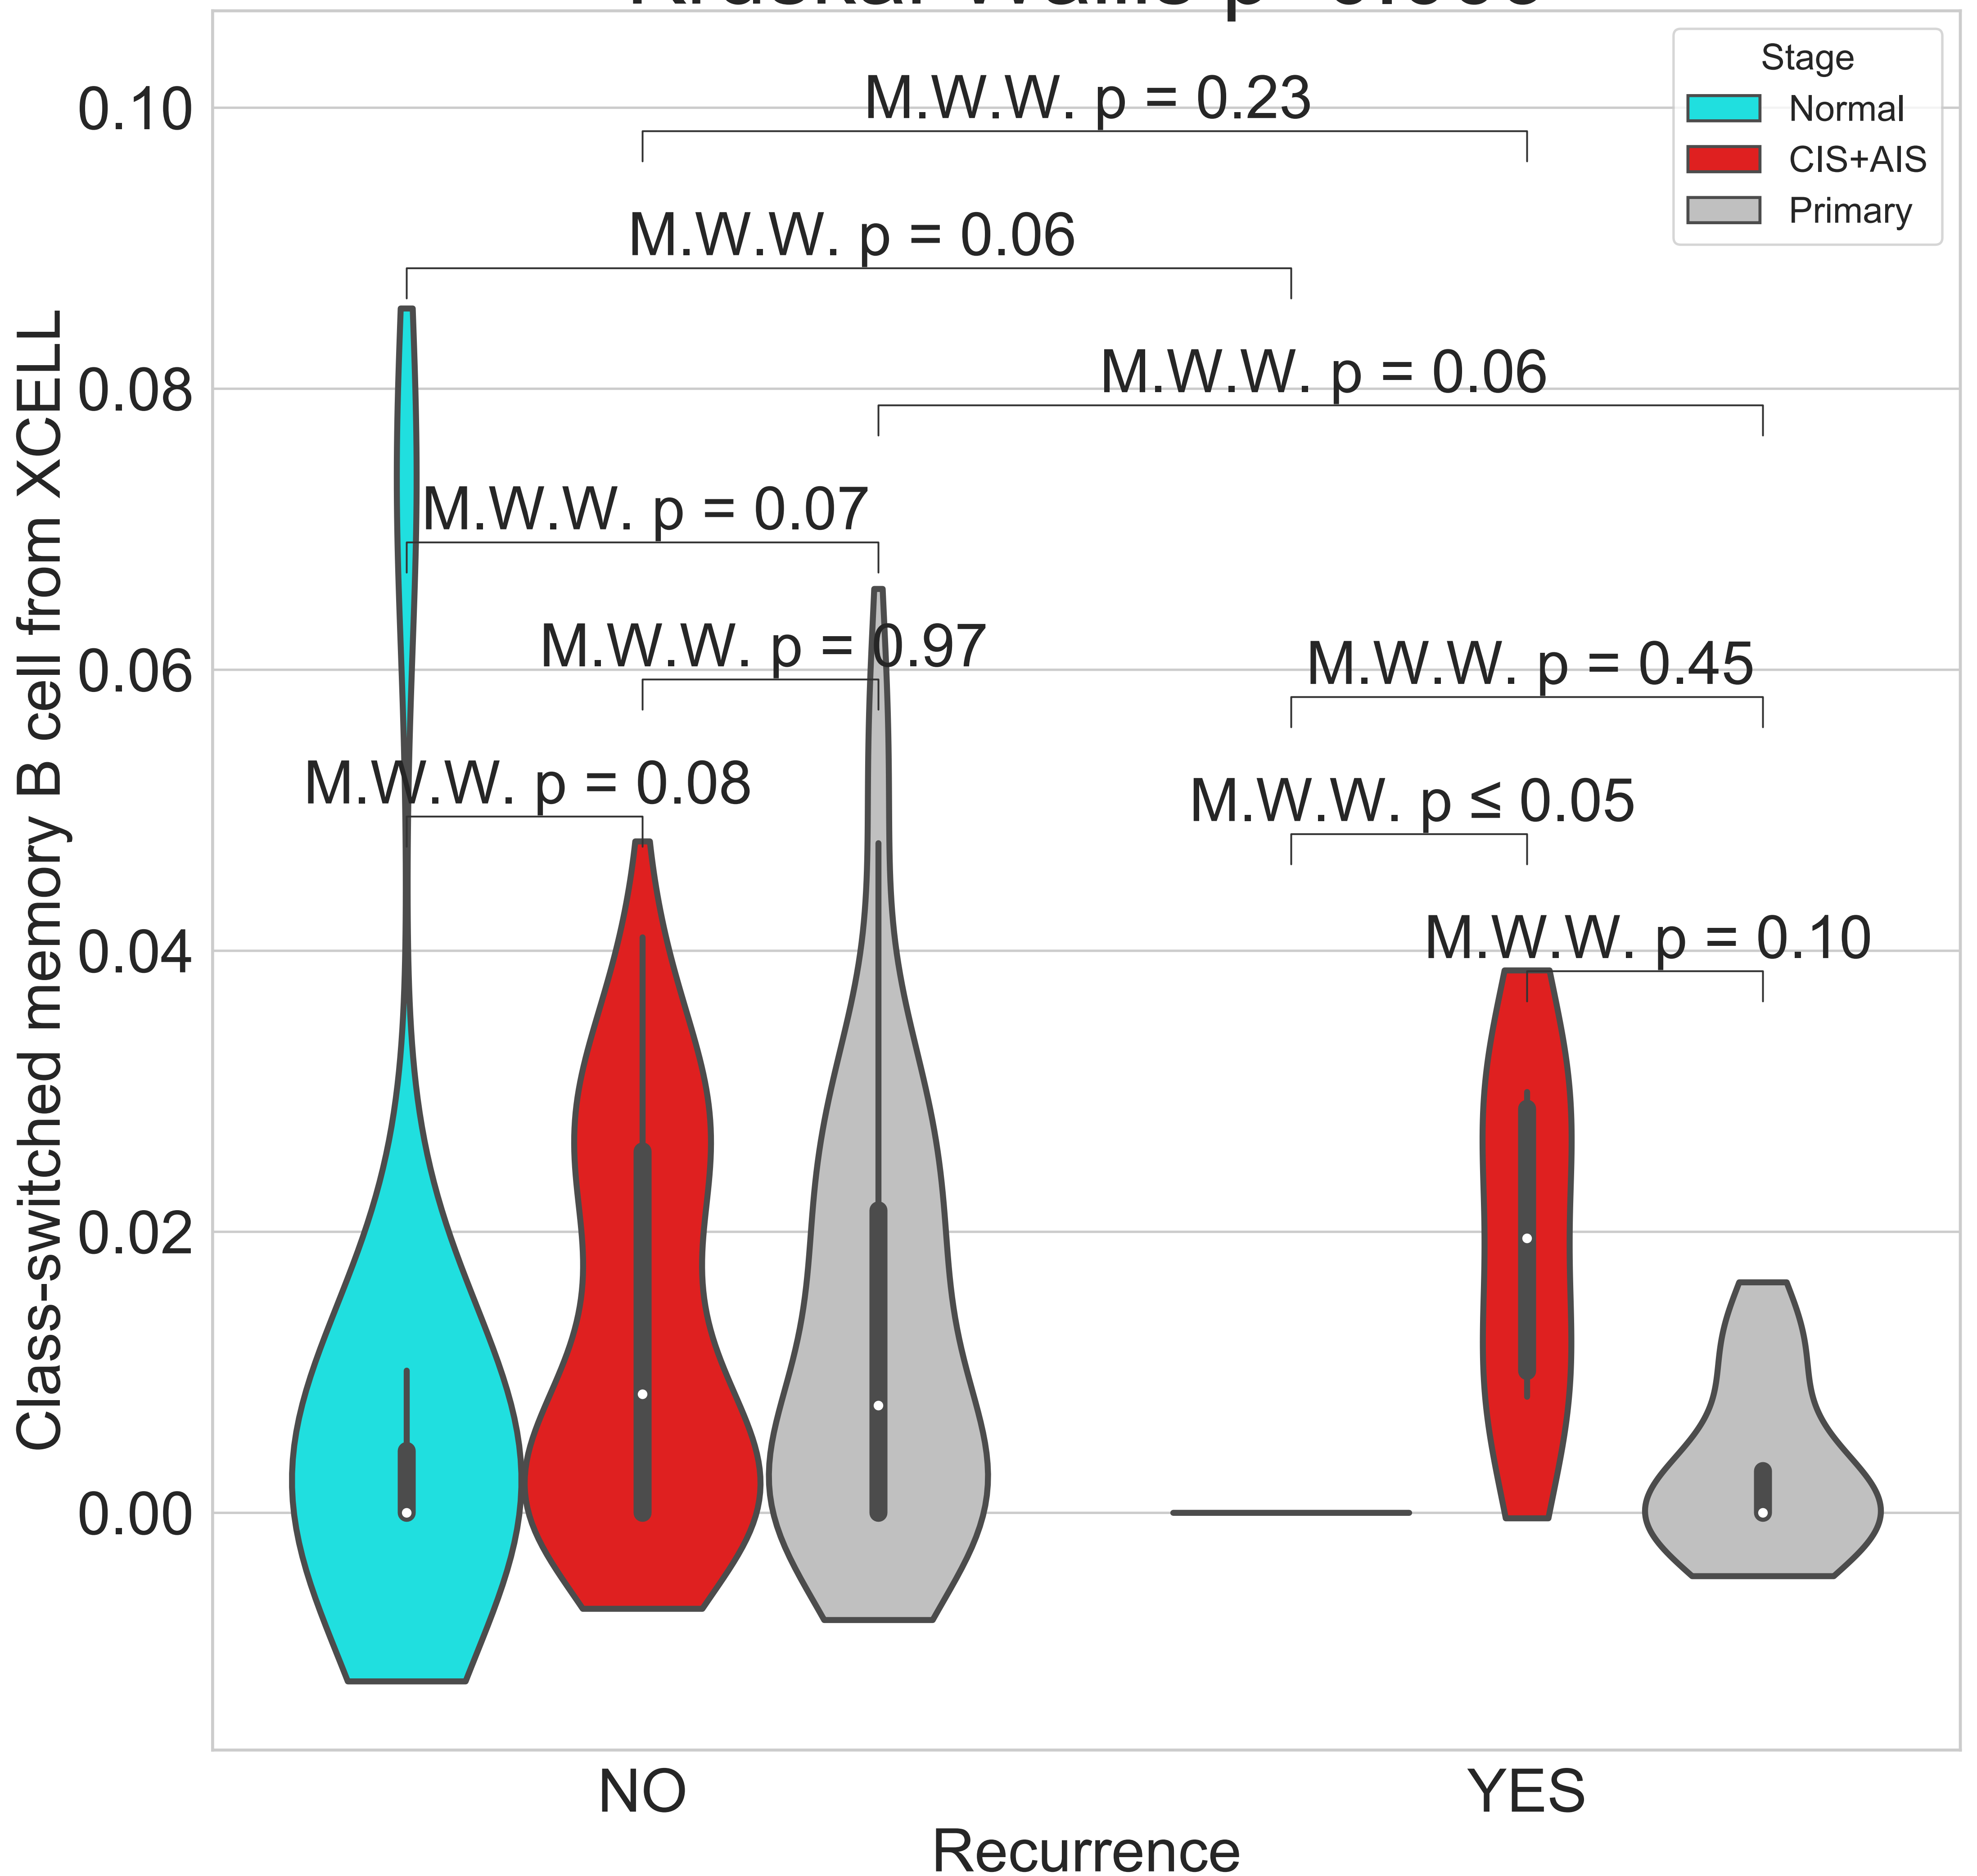 Stage
Normal
CIS+AIS
Primary
M.W.W. p = 0.23
M.W.W. p = 0.06
M.W.W. p = 0.06
M.W.W. p = 0.07
M.W.W. p = 0.97
M.W.W. p = 0.45
M.W.W. p = 0.08
M.W.W. p ≤ 0.05
M.W.W. p = 0.10
Class-switched memory B cell from XCELL
0.10
0.08
0.06
0.04
0.02
0.00
NO
YES
Recurrence